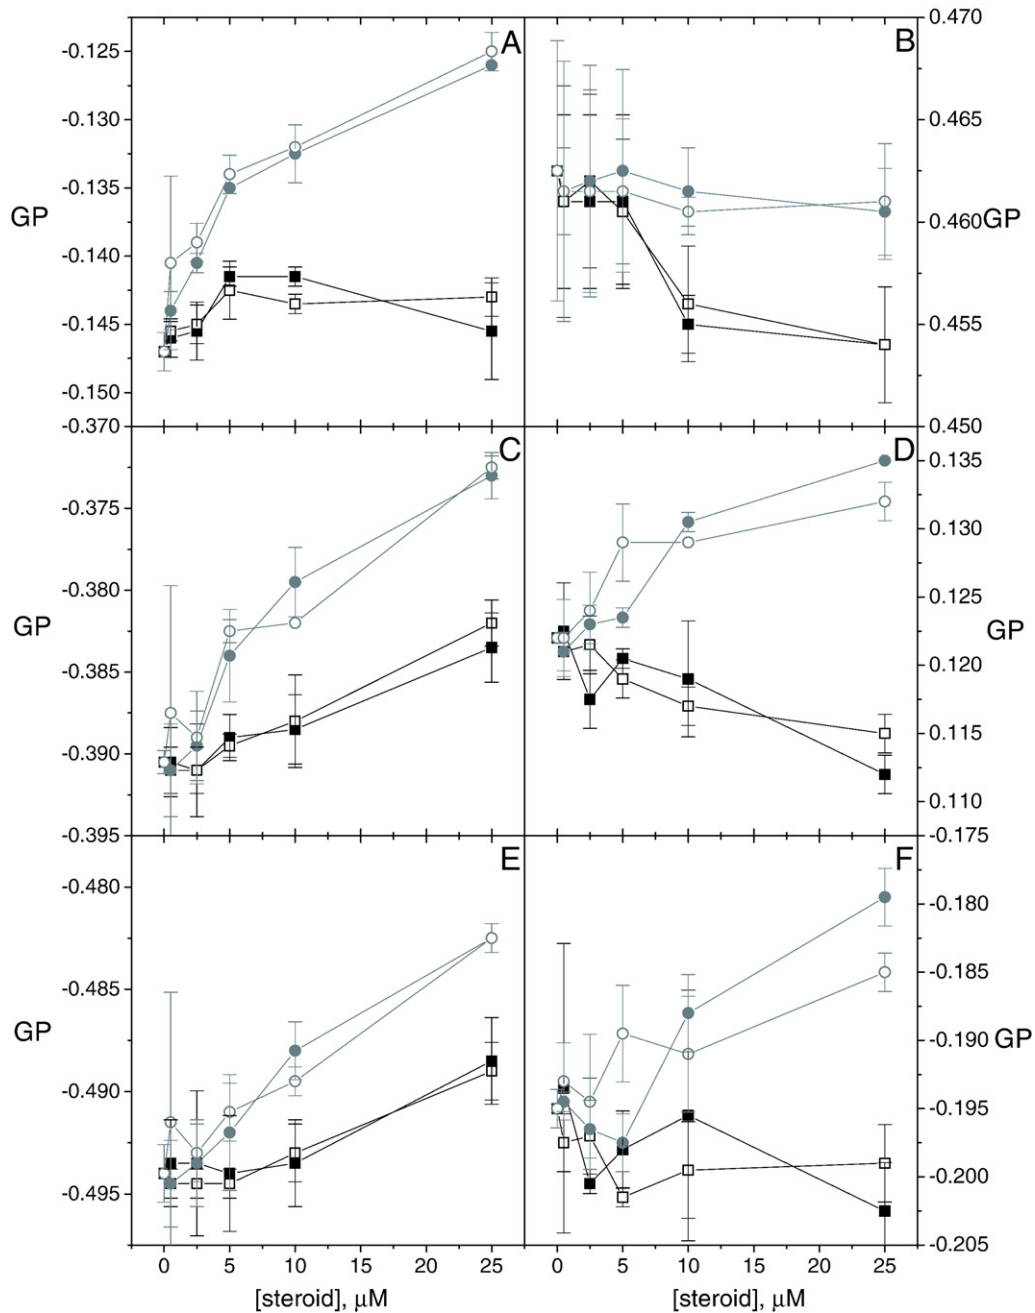 A
-0.125
-0.130
-0.135
GP
-0.140
-0.145
-0.150
-0.370
B
0.470
0.465
0.460
GP
0.455
0.450
C
-0.375
-0.380
GP
-0.385
-0.390
-0.395
D
0.135
0.130
0.125
GP
0.120
0.115
0.110
-0.175
E
-0.480
-0.485
GP
-0.490
-0.495
0 5 10 15 20 25
[steroid], μM
F
-0.180
-0.185
-0.190
GP
-0.195
-0.200
-0.205
0 5 10 15 20 25
[steroid], μM